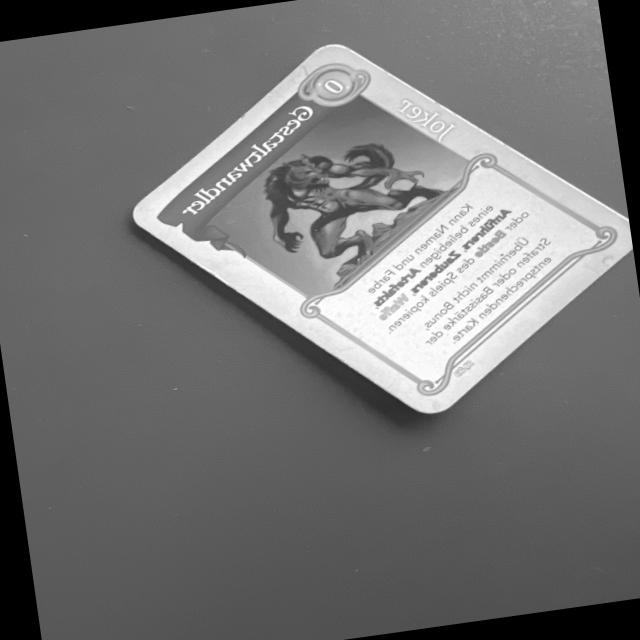 0
Gestaltwandler
Joker
Kann Namen und Farbe
eines beliebigen Artefakts,
Anführers, Zauberers, Waffe
oder Bestie des Spiels kopieren.
Übernimmt nicht Bonus,
Strafen oder Basisstärke der
entsprechenden Karte.